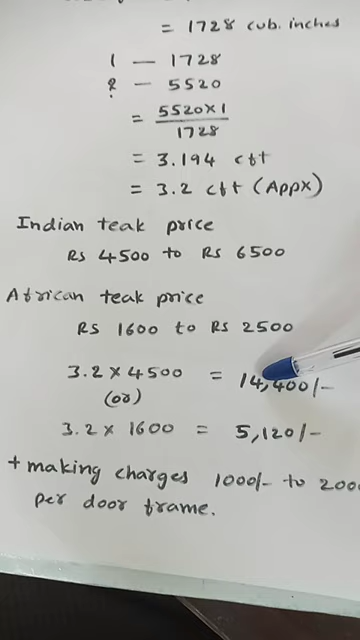 = 1728 cub. inches
1 — 1728
? — 5520
= 5520×1
1728
= 3.194 cft
= 3.2 cft (Appx)
Indian teak price
Rs 4500 to Rs 6500
African teak price
Rs 1600 to Rs 2500
3.2 × 4500 = 14,400/-
(or)
3.2 × 1600 = 5,120/-
+ making charges 1000/- to 200
per door frame.